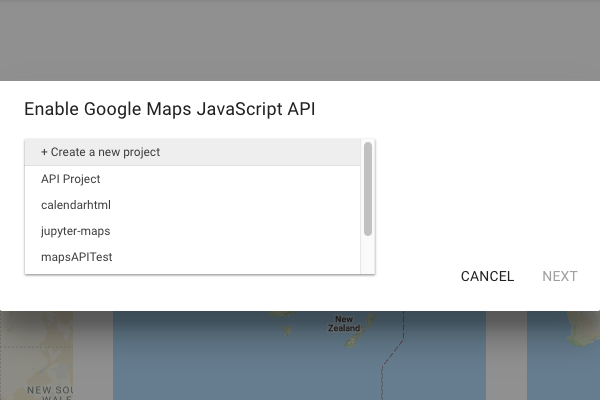 Enable Google Maps JavaScript API
+ Create a new project
API Project
calendarhtml
jupyter-maps
mapsAPITest
CANCEL NEXT
New
Zealand
NEW SOU
WALE